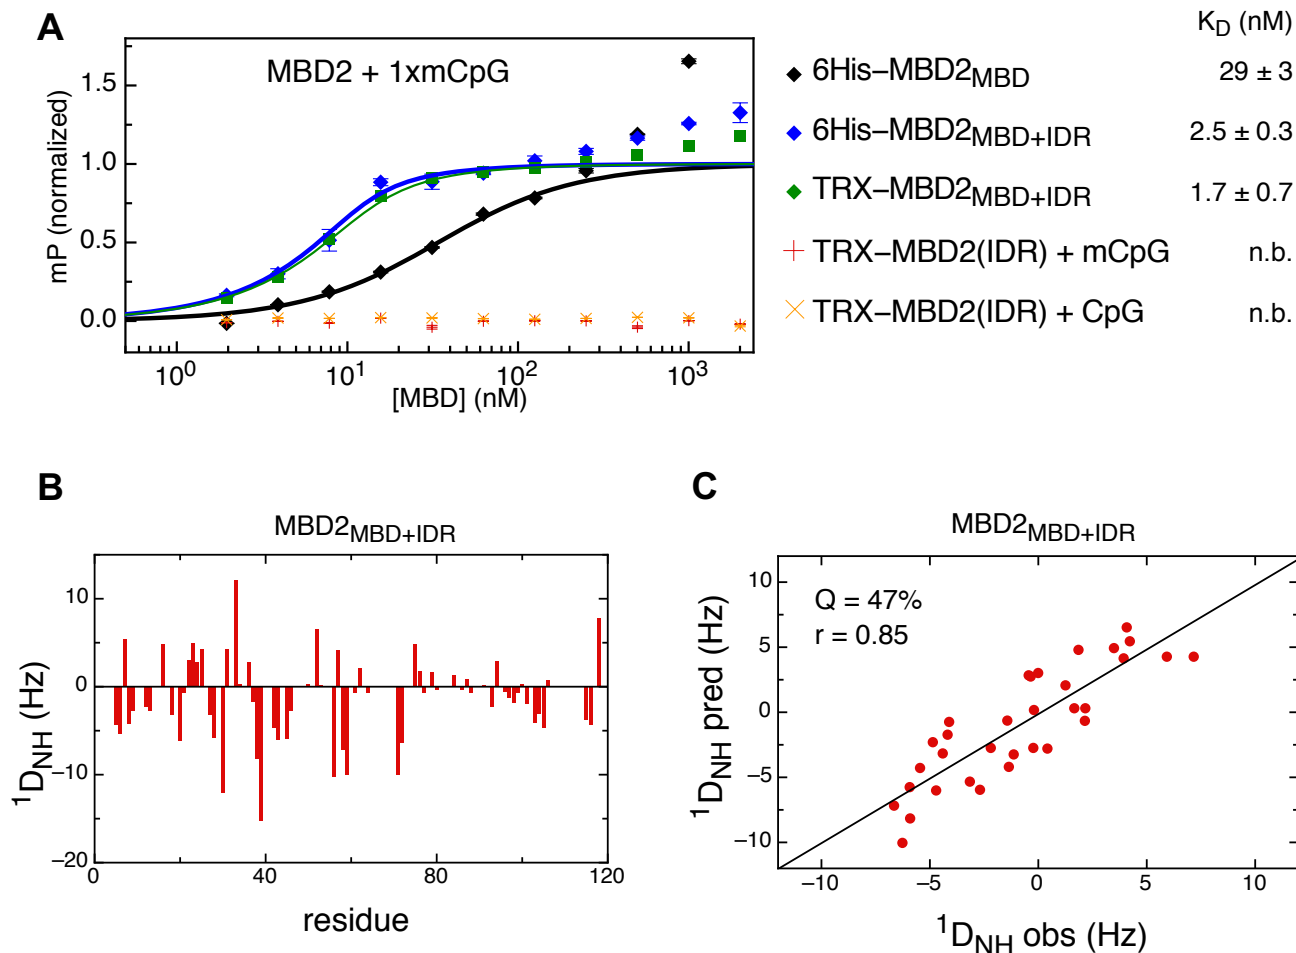 A
K_D (nM)
MBD2 + 1xmCpG
6His–MBD2_MBD 29 ± 3
6His–MBD2_MBD+IDR 2.5 ± 0.3
TRX–MBD2_MBD+IDR 1.7 ± 0.7
TRX–MBD2(IDR) + mCpG n.b.
TRX–MBD2(IDR) + CpG n.b.
mP (normalized)
1.5
1.0
0.5
0.0
10^0 10^1 10^2 10^3
[MBD] (nM)
B
MBD2_MBD+IDR
^1D_NH (Hz)
10
0
−10
−20
0 40 80 120
residue
C
MBD2_MBD+IDR
Q = 47%
r = 0.85
^1D_NH pred (Hz)
10
5
0
−5
−10
−10 −5 0 5 10
^1D_NH obs (Hz)